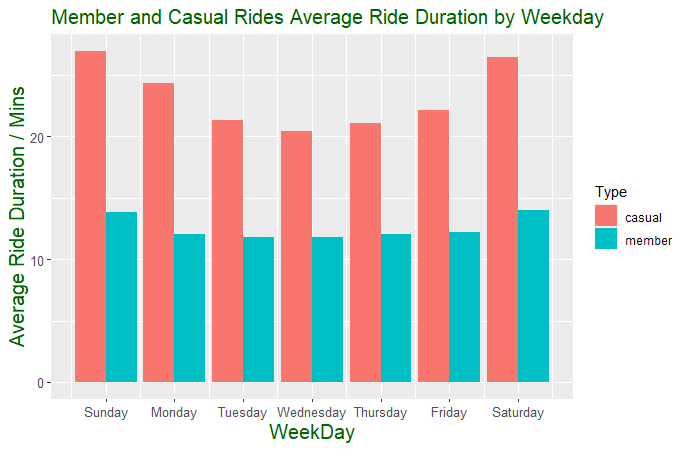 Member and Casual Rides Average Ride Duration by Weekday
Average Ride Duration / Mins
20
10
0
Sunday Monday Tuesday Wednesday Thursday Friday Saturday
WeekDay
Type
casual
member